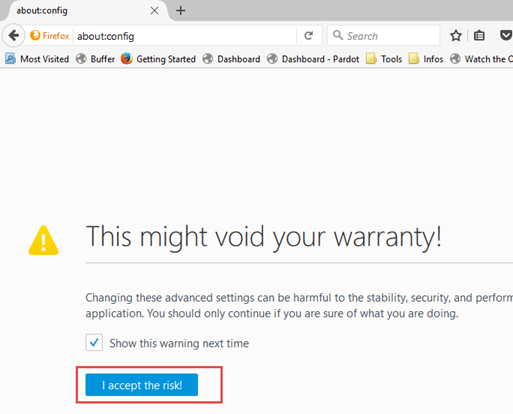 about:config
Firefox about:config Search
Most Visited Buffer Getting Started Dashboard Dashboard - Pardot Tools Infos Watch the O
This might void your warranty!
Changing these advanced settings can be harmful to the stability, security, and perform
application. You should only continue if you are sure of what you are doing.
Show this warning next time
I accept the risk!